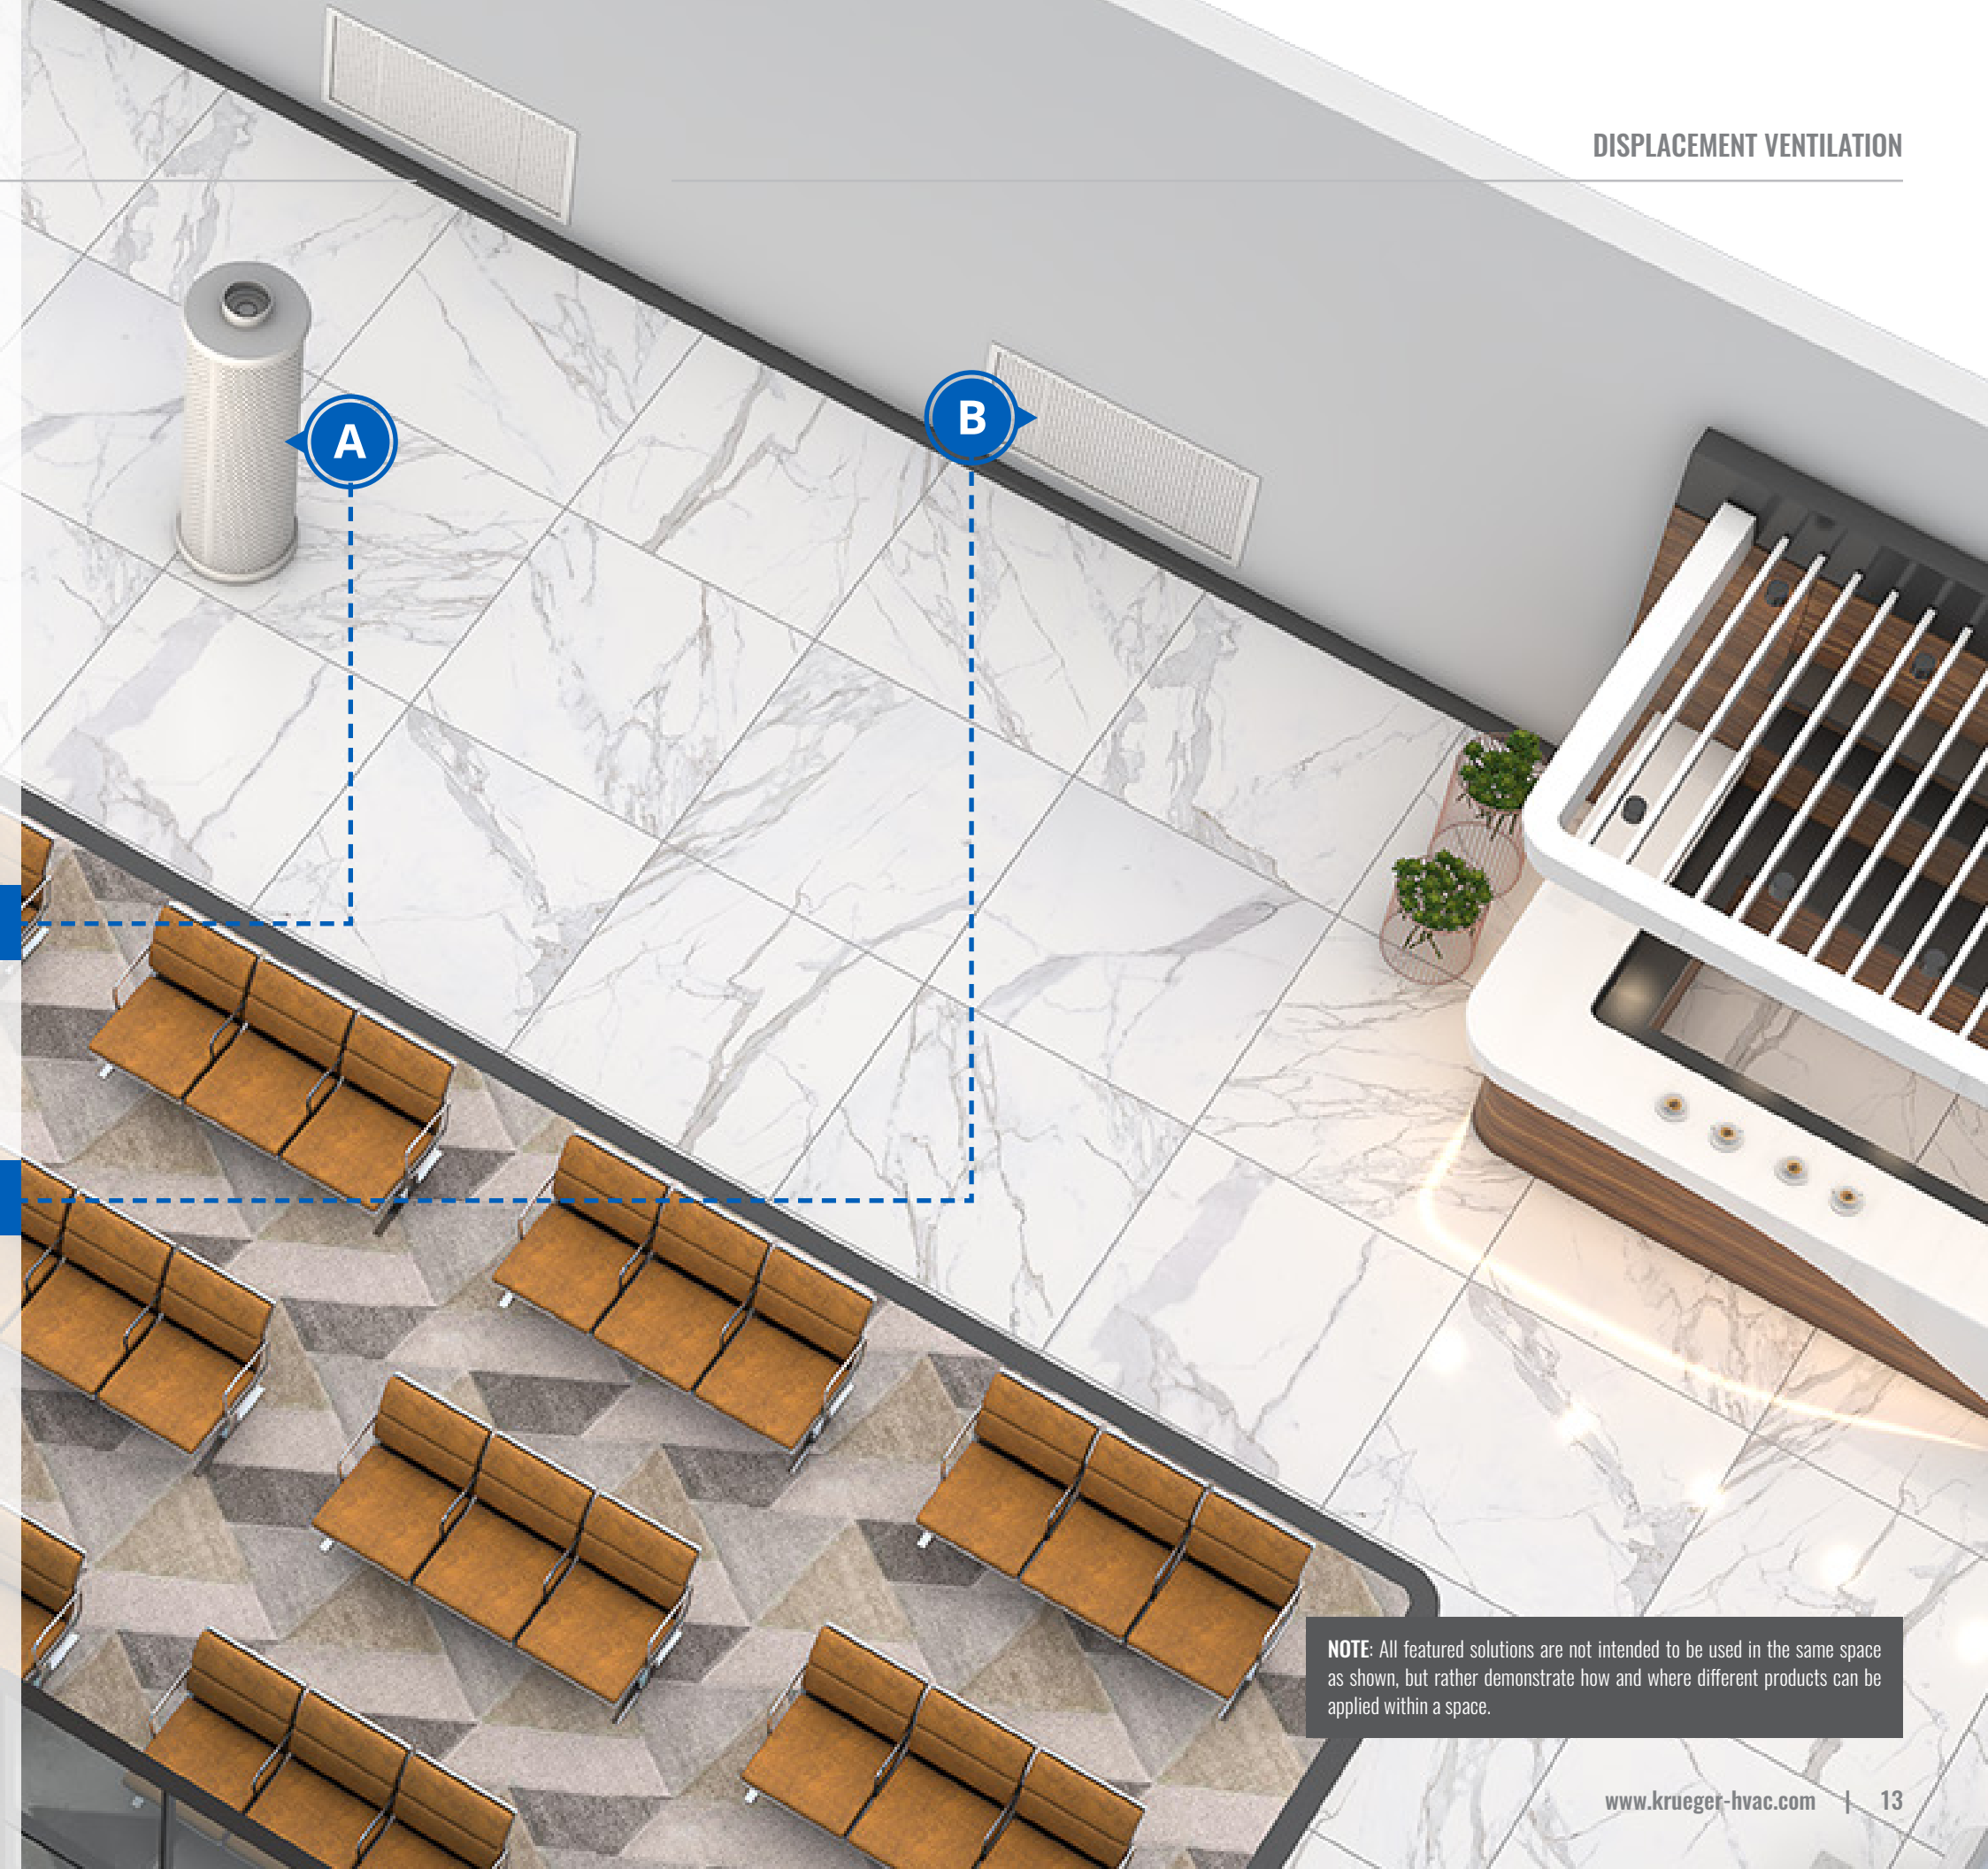 DISPLACEMENT VENTILATION
A
B
NOTE: All featured solutions are not intended to be used in the same space
as shown, but rather demonstrate how and where different products can be
applied within a space.
www.krueger-hvac.com | 13